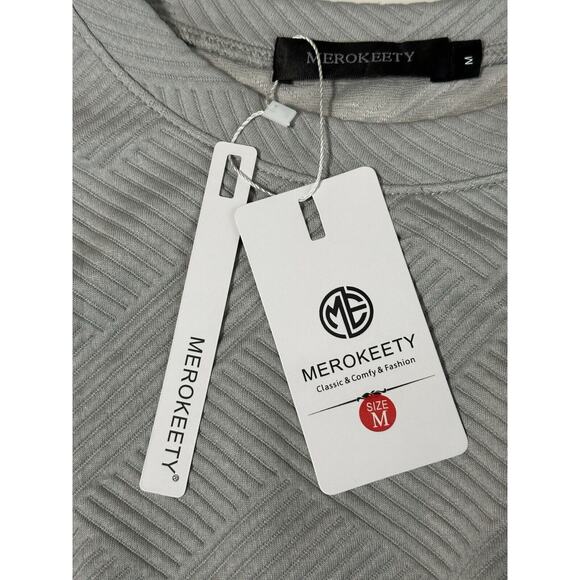 MEROKEETY
M
MEROKEETY®
ME
MEROKEETY
Classic & Comfy & Fashion
SIZE
M